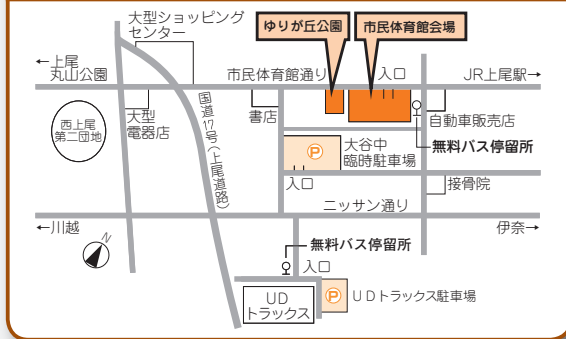 大型ショッピング
センター
ゆりが丘公園
市民体育館会場
←上尾
丸山公園
市民体育館通り
入口
JR上尾駅→
西上尾
第二団地
大型
電器店
国道17号(上尾道路)
書店
自動車販売店
無料バス停留所
P
大谷中
臨時駐車場
入口
接骨院
ニッサン通り
←川越
伊奈→
N
無料バス停留所
入口
UD
トラックス
P
UDトラックス駐車場